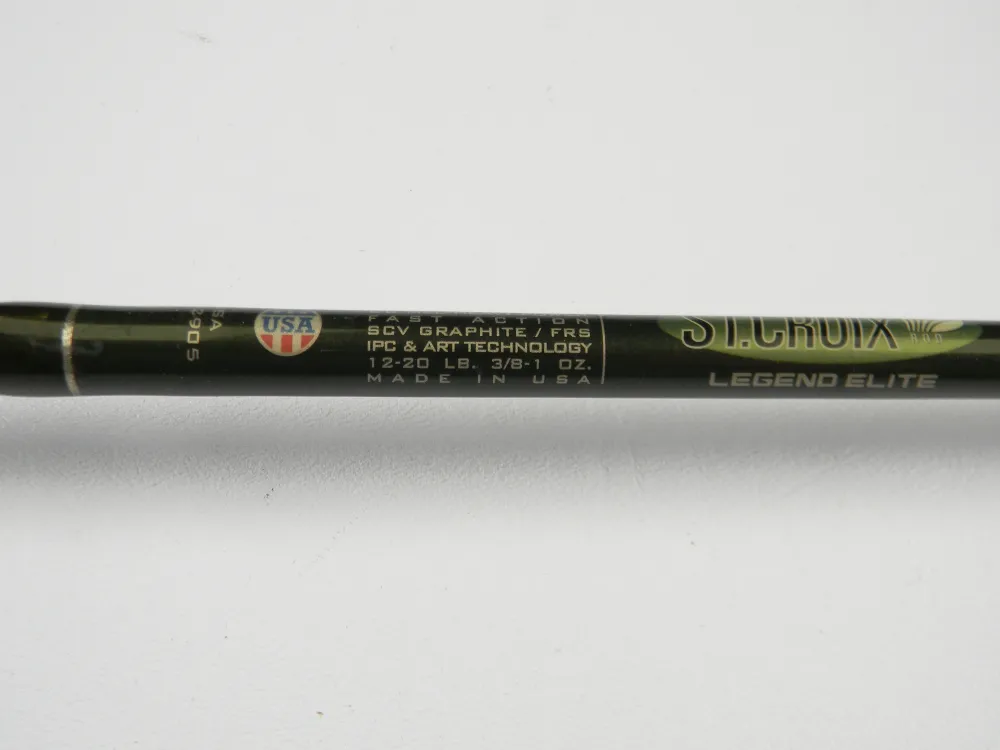 USA
FAST ACTION
SCV GRAPHITE / FRS
IPC & ART TECHNOLOGY
12-20 LB. 3/8-1 OZ.
MADE IN USA
ST.CROIX
ROD
LEGEND ELITE